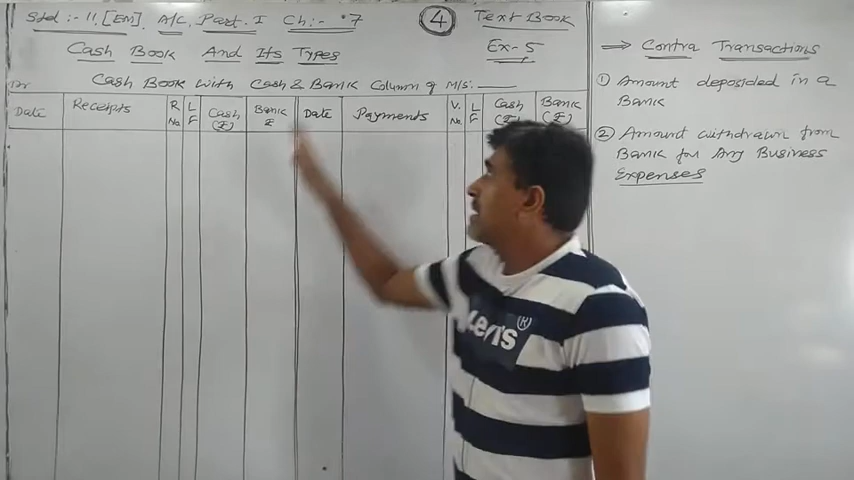 Std :- 11. [EM]. A/C, Part. I Ch:- 7
4
Text Book
Ex-5
Cash Book And Its Types
Dr Cash Book with Cash & Bank Column of M/s:
Date Receipts R No L F Cash (₹) Bank ₹ Date Payments V. No L F Cash (₹) Bank (₹)
⇒ Contra Transactions
① Amount deposided in a
Bank
② Amount withdrawn from
Bank for Any Business
Expenses
Levi's ®